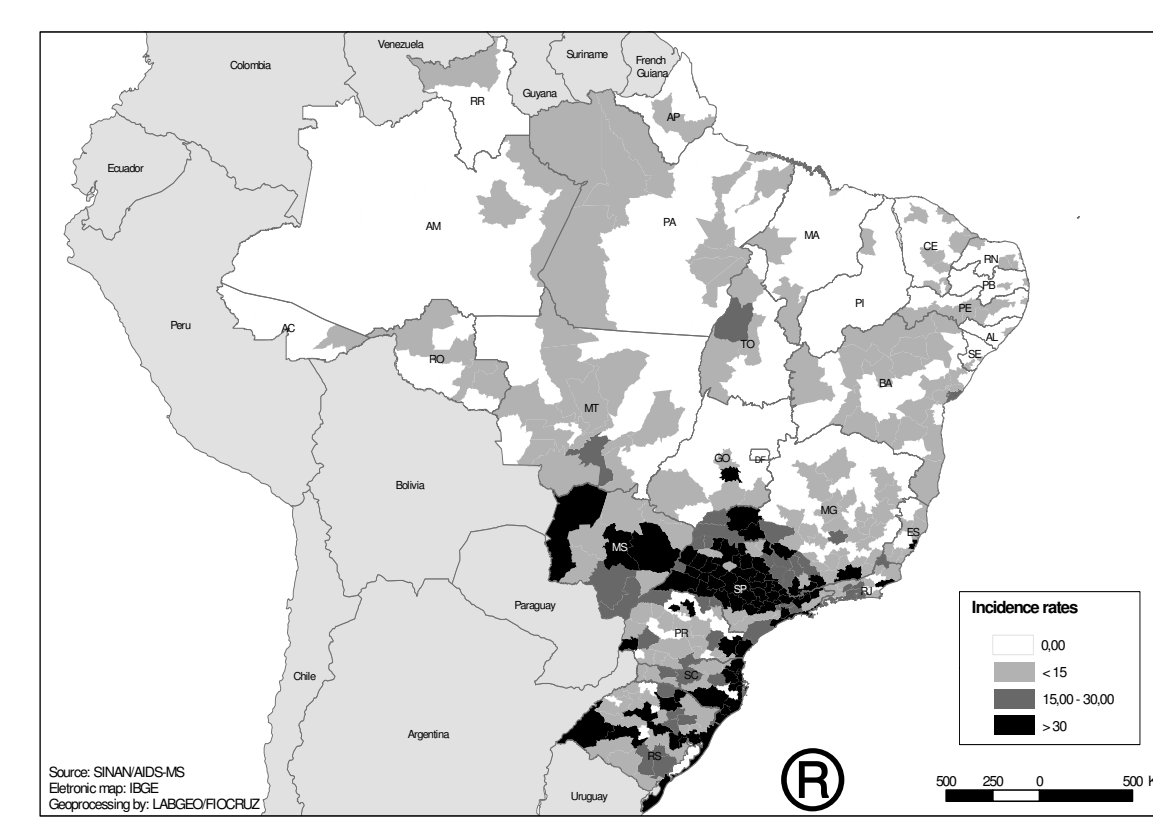 Venezuela
Suriname
Colombia
French
Guiana
Guyana
RR
AP
Ecuador
AM
PA
MA
CE
RN
PB
PI
PE
Peru
AC
AL
TO
SE
RO
BA
MT
GO
DF
Bolivia
MG
ES
MS
SP
RJ
Paraguay
PR
SC
Chile
Argentina
RS
Uruguay
Incidence rates
0,00
< 15
15,00 - 30,00
> 30
Source: SINAN/AIDS-MS
Eletronic map: IBGE
Geoprocessing by: LABGEO/FIOCRUZ
R
500 250 0 500 K